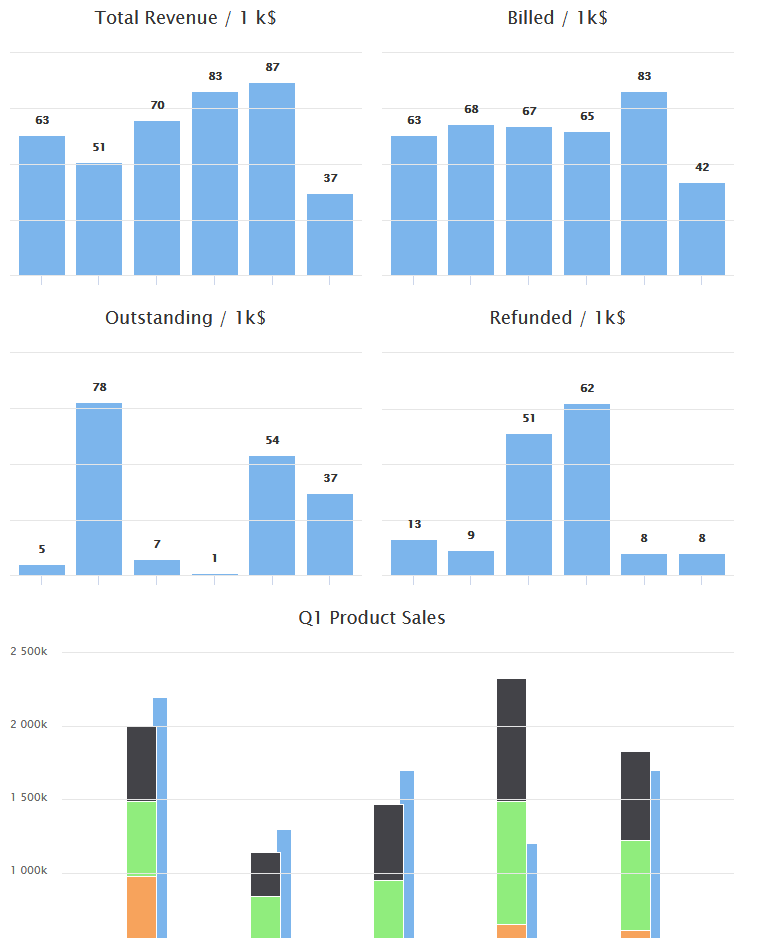 Total Revenue / 1 k$
63
51
70
83
87
37
Billed / 1k$
63
68
67
65
83
42
Outstanding / 1k$
5
78
7
1
54
37
Refunded / 1k$
13
9
51
62
8
8
Q1 Product Sales
2 500k
2 000k
1 500k
1 000k